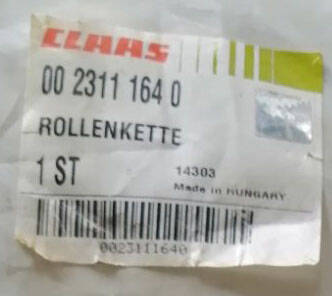 CLAAS
00 2311 164 0
ROLLENKETTE
1 ST
14303
Made in HUNGARY
0023111640